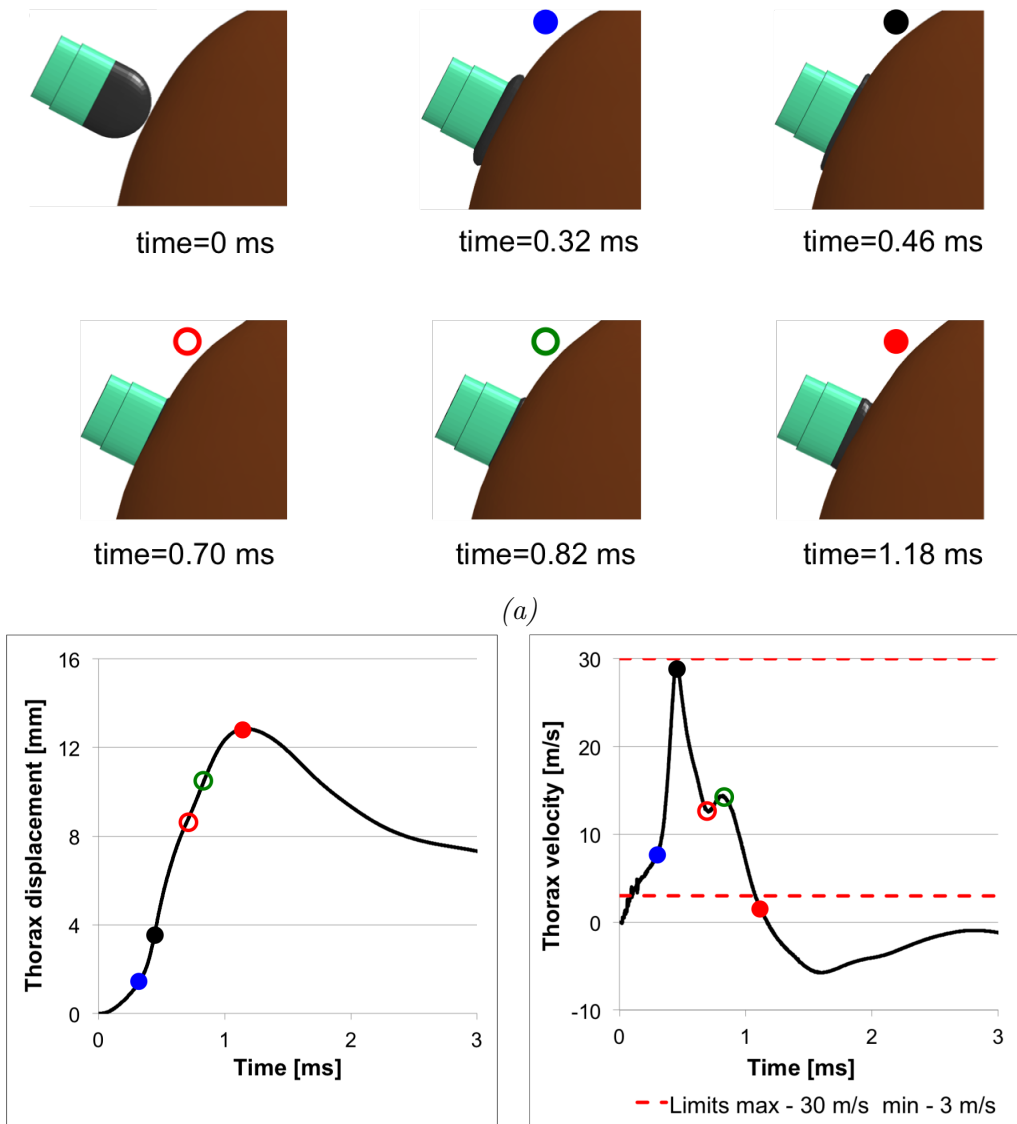 time=0 ms
time=0.32 ms
time=0.46 ms
time=0.70 ms
time=0.82 ms
time=1.18 ms
(a)
Thorax displacement [mm]
16
12
8
4
0
0 1 2 3
Time [ms]
Thorax velocity [m/s]
30
20
10
0
-10
0 1 2 3
Time [ms]
Limits max - 30 m/s min - 3 m/s